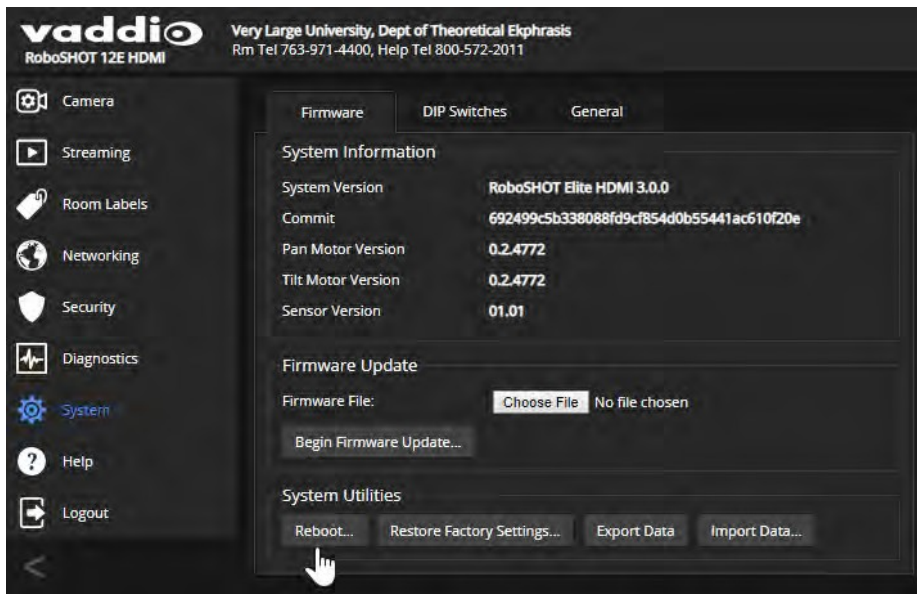 vaddio
RoboSHOT 12E HDMI
Very Large University, Dept of Theoretical Ekphrasis
Rm Tel 763-971-4400, Help Tel 800-572-2011
Camera
Streaming
Room Labels
Networking
Security
Diagnostics
System
Help
Logout
<
Firmware DIP Switches General
System Information
System Version RoboSHOT Elite HDMI 3.0.0
Commit 692499c5b338088fd9cf854d0b55441ac610f20e
Pan Motor Version 0.2.4772
Tilt Motor Version 0.2.4772
Sensor Version 01.01
Firmware Update
Firmware File: Choose File No file chosen
Begin Firmware Update...
System Utilities
Reboot... Restore Factory Settings... Export Data Import Data...